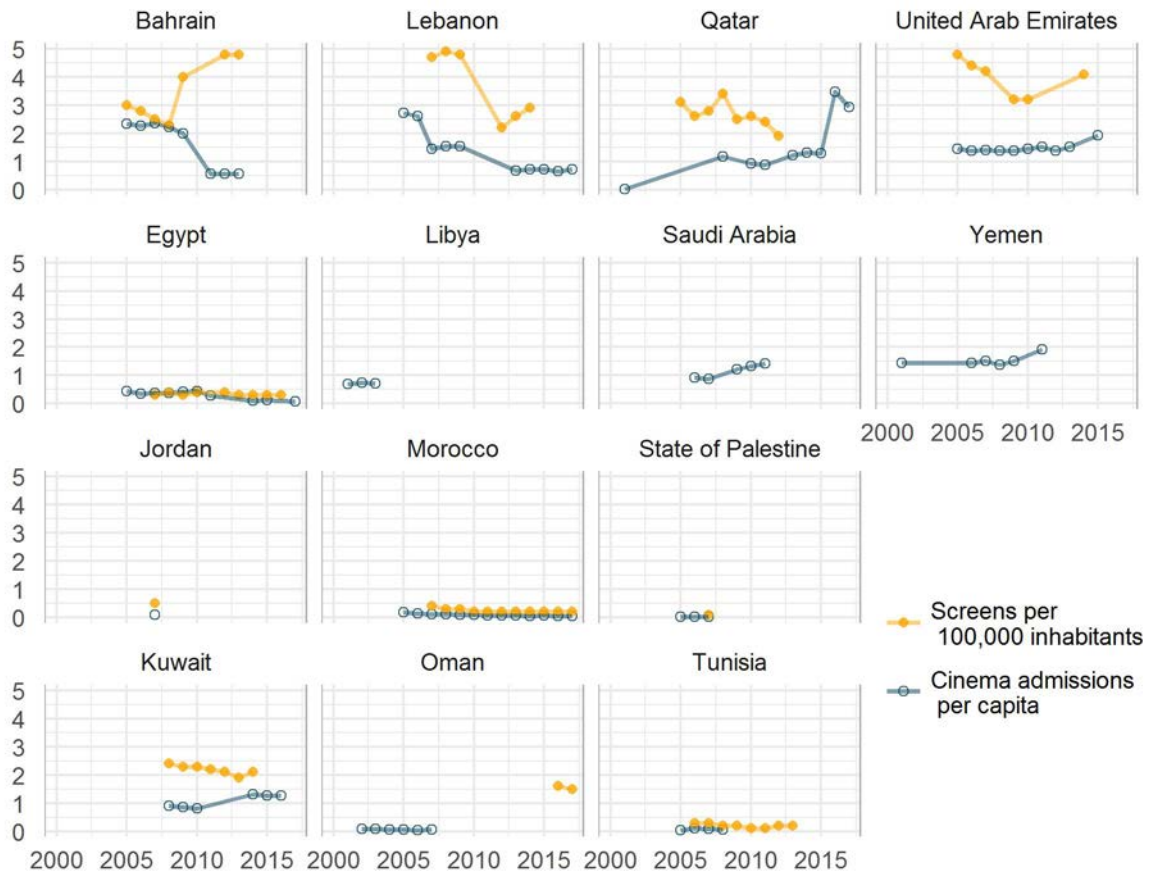 Bahrain
Lebanon
Qatar
United Arab Emirates
5
4
3
2
1
0
Egypt
Libya
Saudi Arabia
Yemen
5
4
3
2
1
0
2000 2005 2010 2015
Jordan
Morocco
State of Palestine
5
4
3
2
1
0
Screens per
100,000 inhabitants
Cinema admissions
per capita
Kuwait
Oman
Tunisia
5
4
3
2
1
0
2000 2005 2010 2015
2000 2005 2010 2015
2000 2005 2010 2015